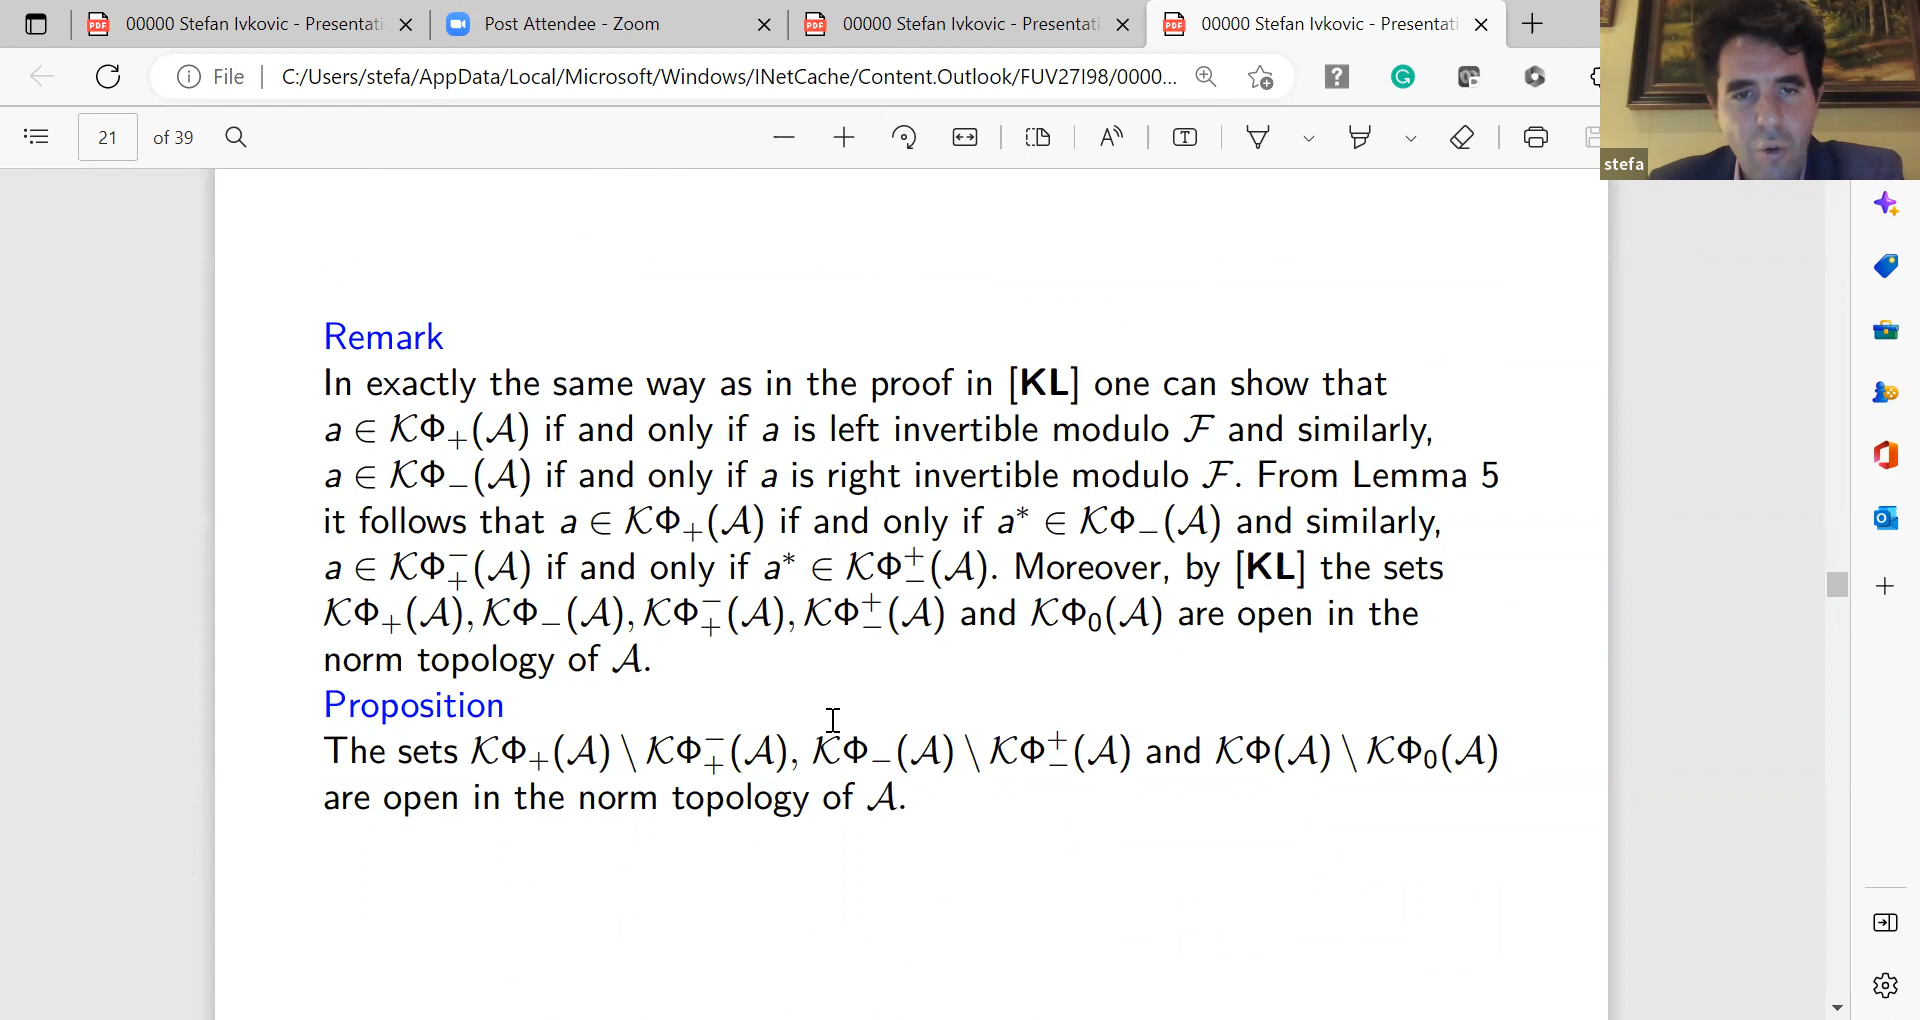 00000 Stefan Ivkovic - Presentati
Post Attendee - Zoom
00000 Stefan Ivkovic - Presentati
00000 Stefan Ivkovic - Presentati
File
C:/Users/stefa/AppData/Local/Microsoft/Windows/INetCache/Content.Outlook/FUV27I98/0000...
21 of 39
stefa
Remark
In exactly the same way as in the proof in [KL] one can show that
a ∈ 𝒦Φ₊(𝒜) if and only if a is left invertible modulo ℱ and similarly,
a ∈ 𝒦Φ₋(𝒜) if and only if a is right invertible modulo ℱ. From Lemma 5
it follows that a ∈ 𝒦Φ₊(𝒜) if and only if a* ∈ 𝒦Φ₋(𝒜) and similarly,
a ∈ 𝒦Φ₊⁻(𝒜) if and only if a* ∈ 𝒦Φ₋⁺(𝒜). Moreover, by [KL] the sets
𝒦Φ₊(𝒜), 𝒦Φ₋(𝒜), 𝒦Φ₊⁻(𝒜), 𝒦Φ₋⁺(𝒜) and 𝒦Φ₀(𝒜) are open in the
norm topology of 𝒜.
Proposition
The sets 𝒦Φ₊(𝒜) \ 𝒦Φ₊⁻(𝒜), 𝒦Φ₋(𝒜) \ 𝒦Φ₋⁺(𝒜) and 𝒦Φ(𝒜) \ 𝒦Φ₀(𝒜)
are open in the norm topology of 𝒜.